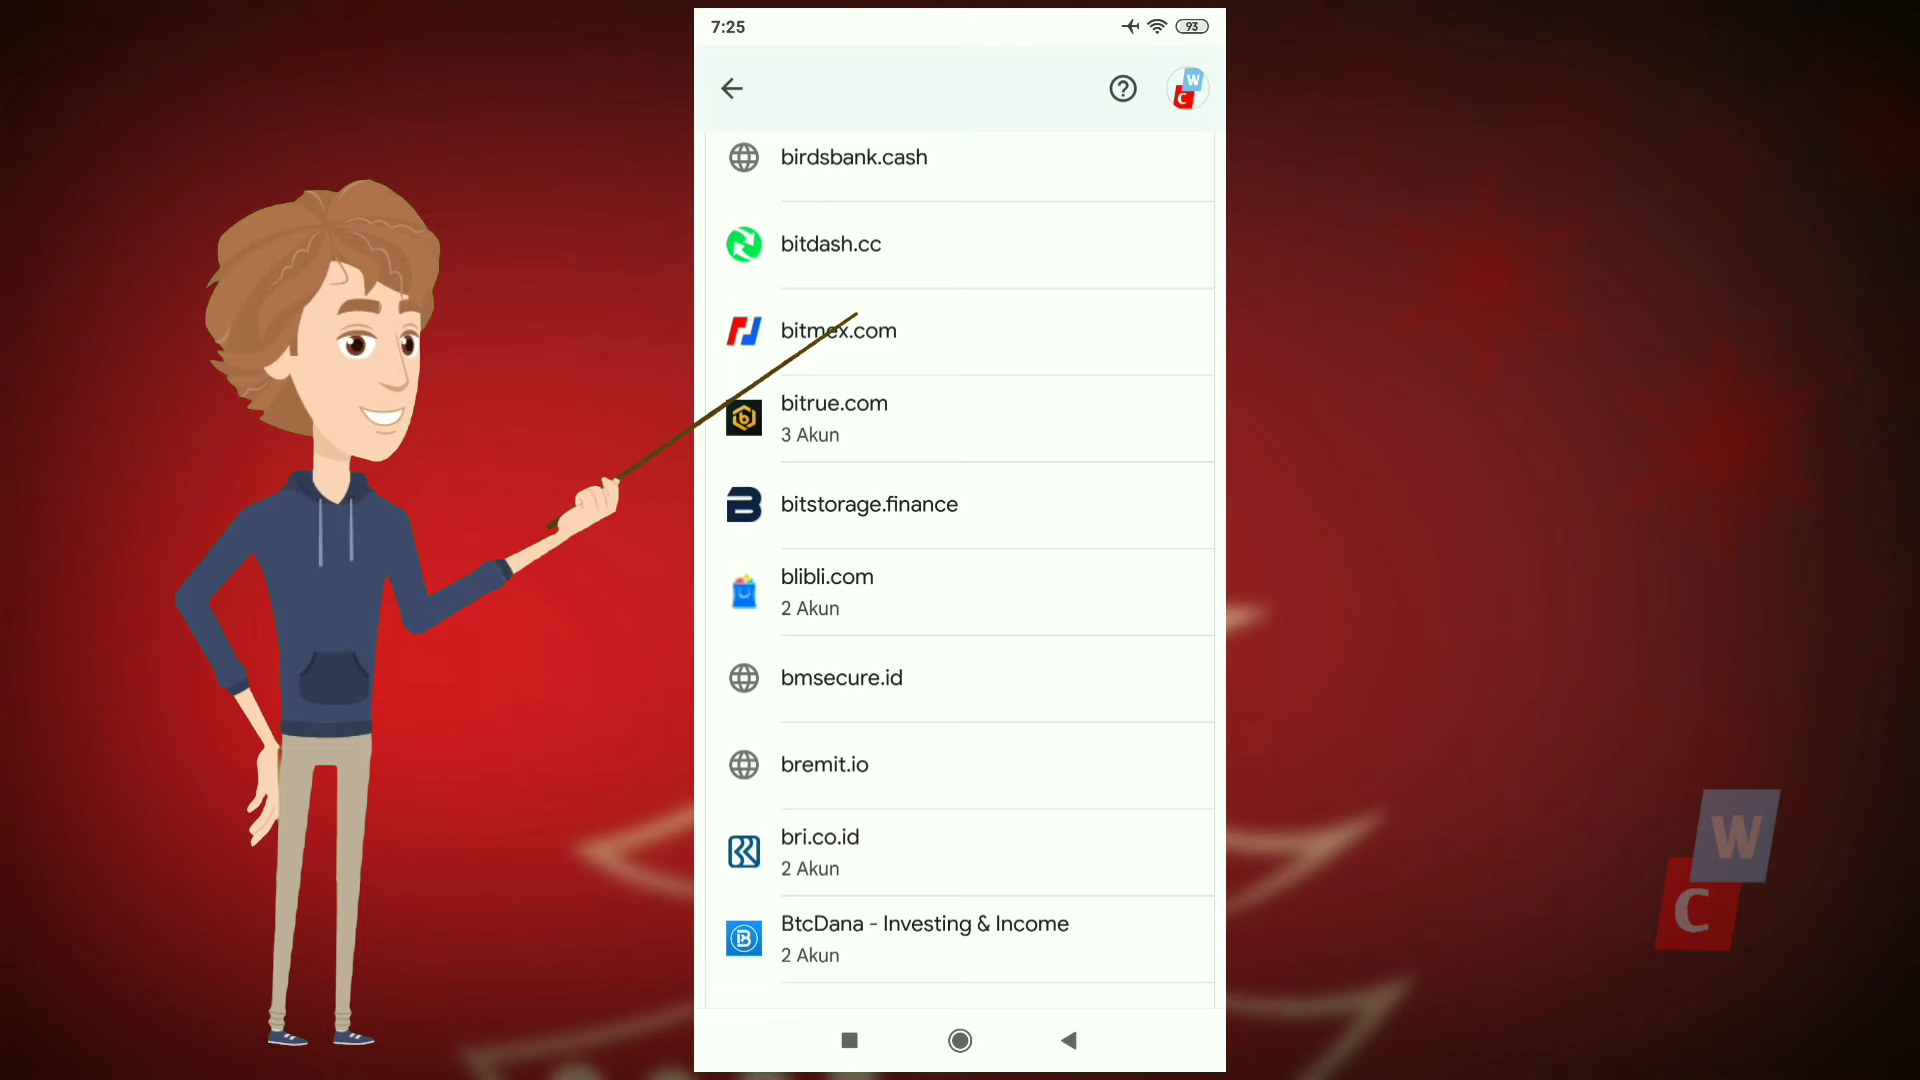 7:25
93
W
C
birdsbank.cash
bitdash.cc
bitmex.com
bitrue.com
3 Akun
bitstorage.finance
blibli.com
2 Akun
bmsecure.id
bremit.io
bri.co.id
2 Akun
BtcDana - Investing & Income
2 Akun
W
C